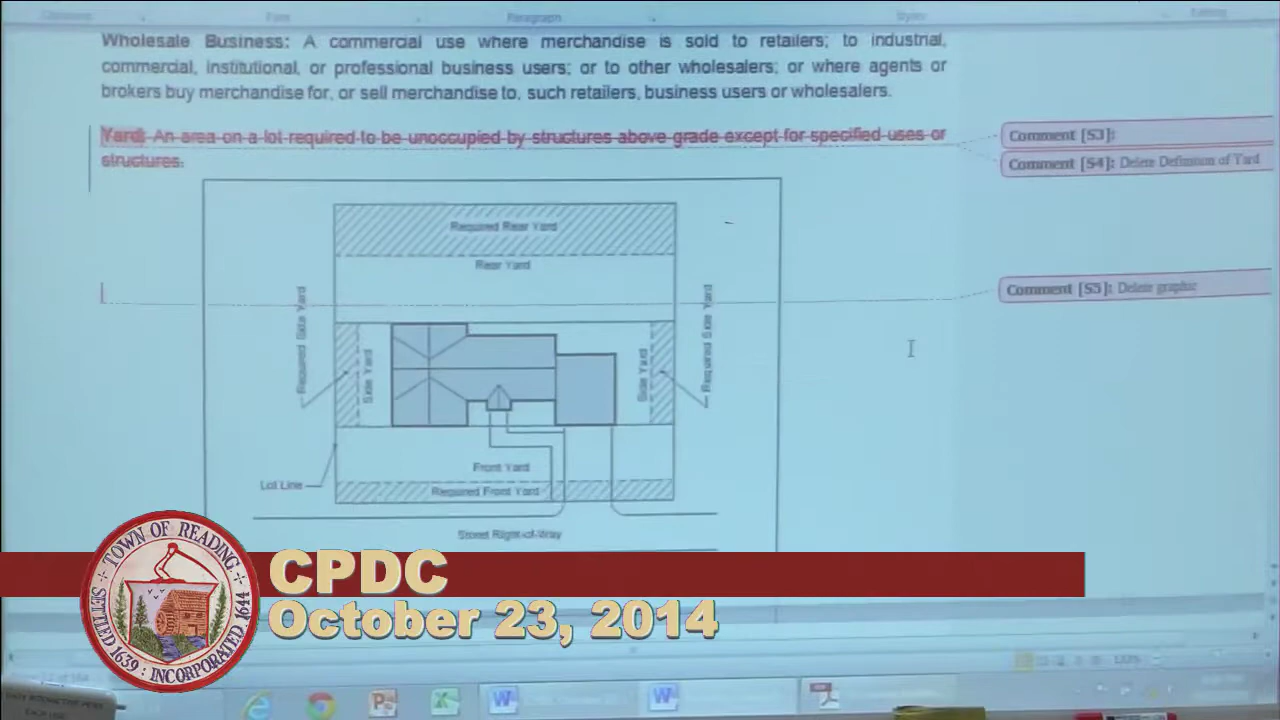 Paragraph
Styles
Editing
Wholesale Business: A commercial use where merchandise is sold to retailers; to industrial,
commercial, institutional, or professional business users; or to other wholesalers; or where agents or
brokers buy merchandise for, or sell merchandise to, such retailers, business users or wholesalers.
Yard: An area on a lot required to be unoccupied by structures above grade except for specified uses or
structures.
Comment [S3]:
Comment [S4]: Delete Definition of Yard
Comment [S5]: Delete graphic
Required Rear Yard
Rear Yard
Required Side Yard
Side Yard
Side Yard
Required Side Yard
Front Yard
Lot Line
Required Front Yard
Street Right-of-Way
CPDC
October 23, 2014
TOWN OF READING
SETTLED 1639 : INCORPORATED 1644